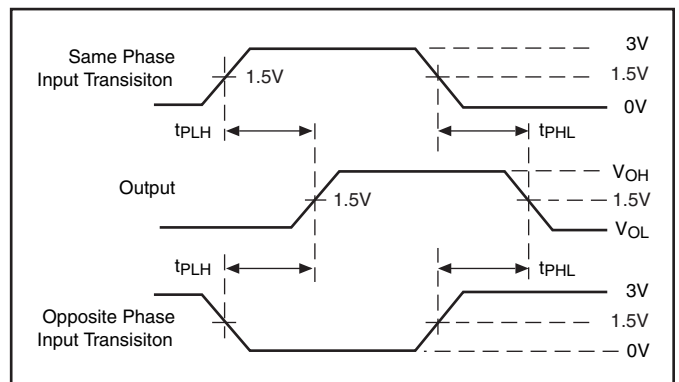 Same Phase
Input Transisiton
1.5V
3V
1.5V
0V
tPLH
tPHL
Output
1.5V
VOH
1.5V
VOL
tPLH
tPHL
Opposite Phase
Input Transisiton
3V
1.5V
0V